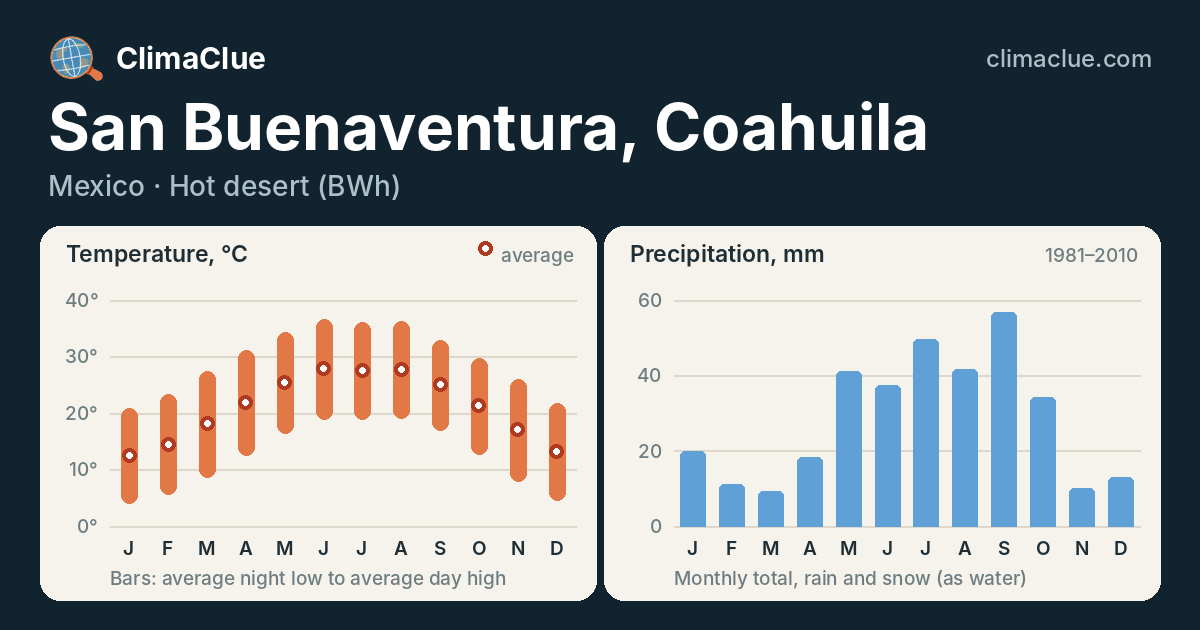 ClimaClue
climaclue.com
San Buenaventura, Coahuila
Mexico · Hot desert (BWh)
Temperature, °C
average
40°
30°
20°
10°
0°
J F M A M J J A S O N D
Bars: average night low to average day high
Precipitation, mm
1981–2010
60
40
20
0
J F M A M J J A S O N D
Monthly total, rain and snow (as water)